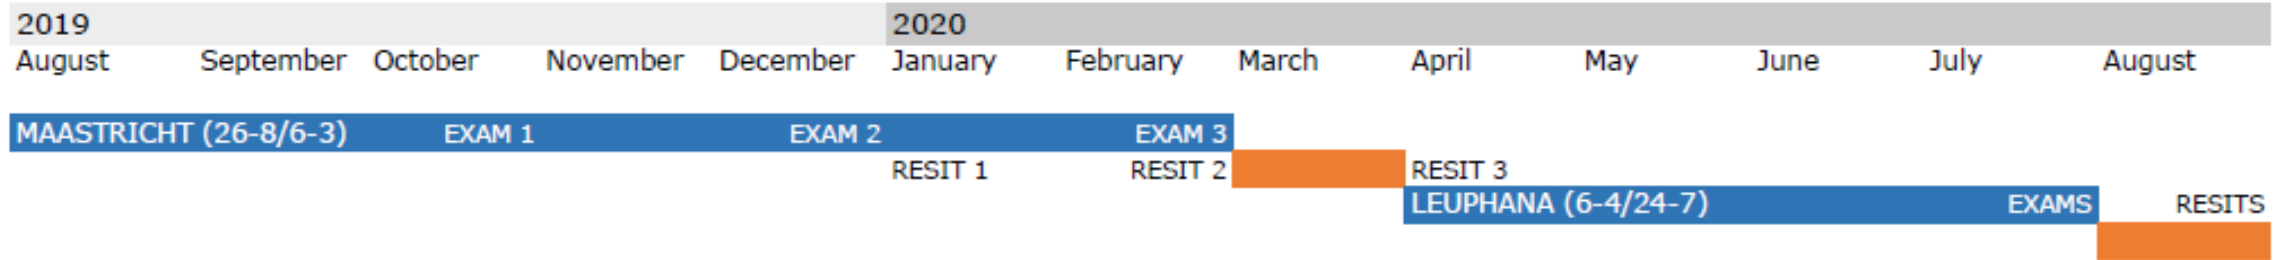 2019 2020
August September October November December January February March April May June July August
MAASTRICHT (26-8/6-3) EXAM 1 EXAM 2 EXAM 3
RESIT 1 RESIT 2 RESIT 3
LEUPHANA (6-4/24-7) EXAMS RESITS